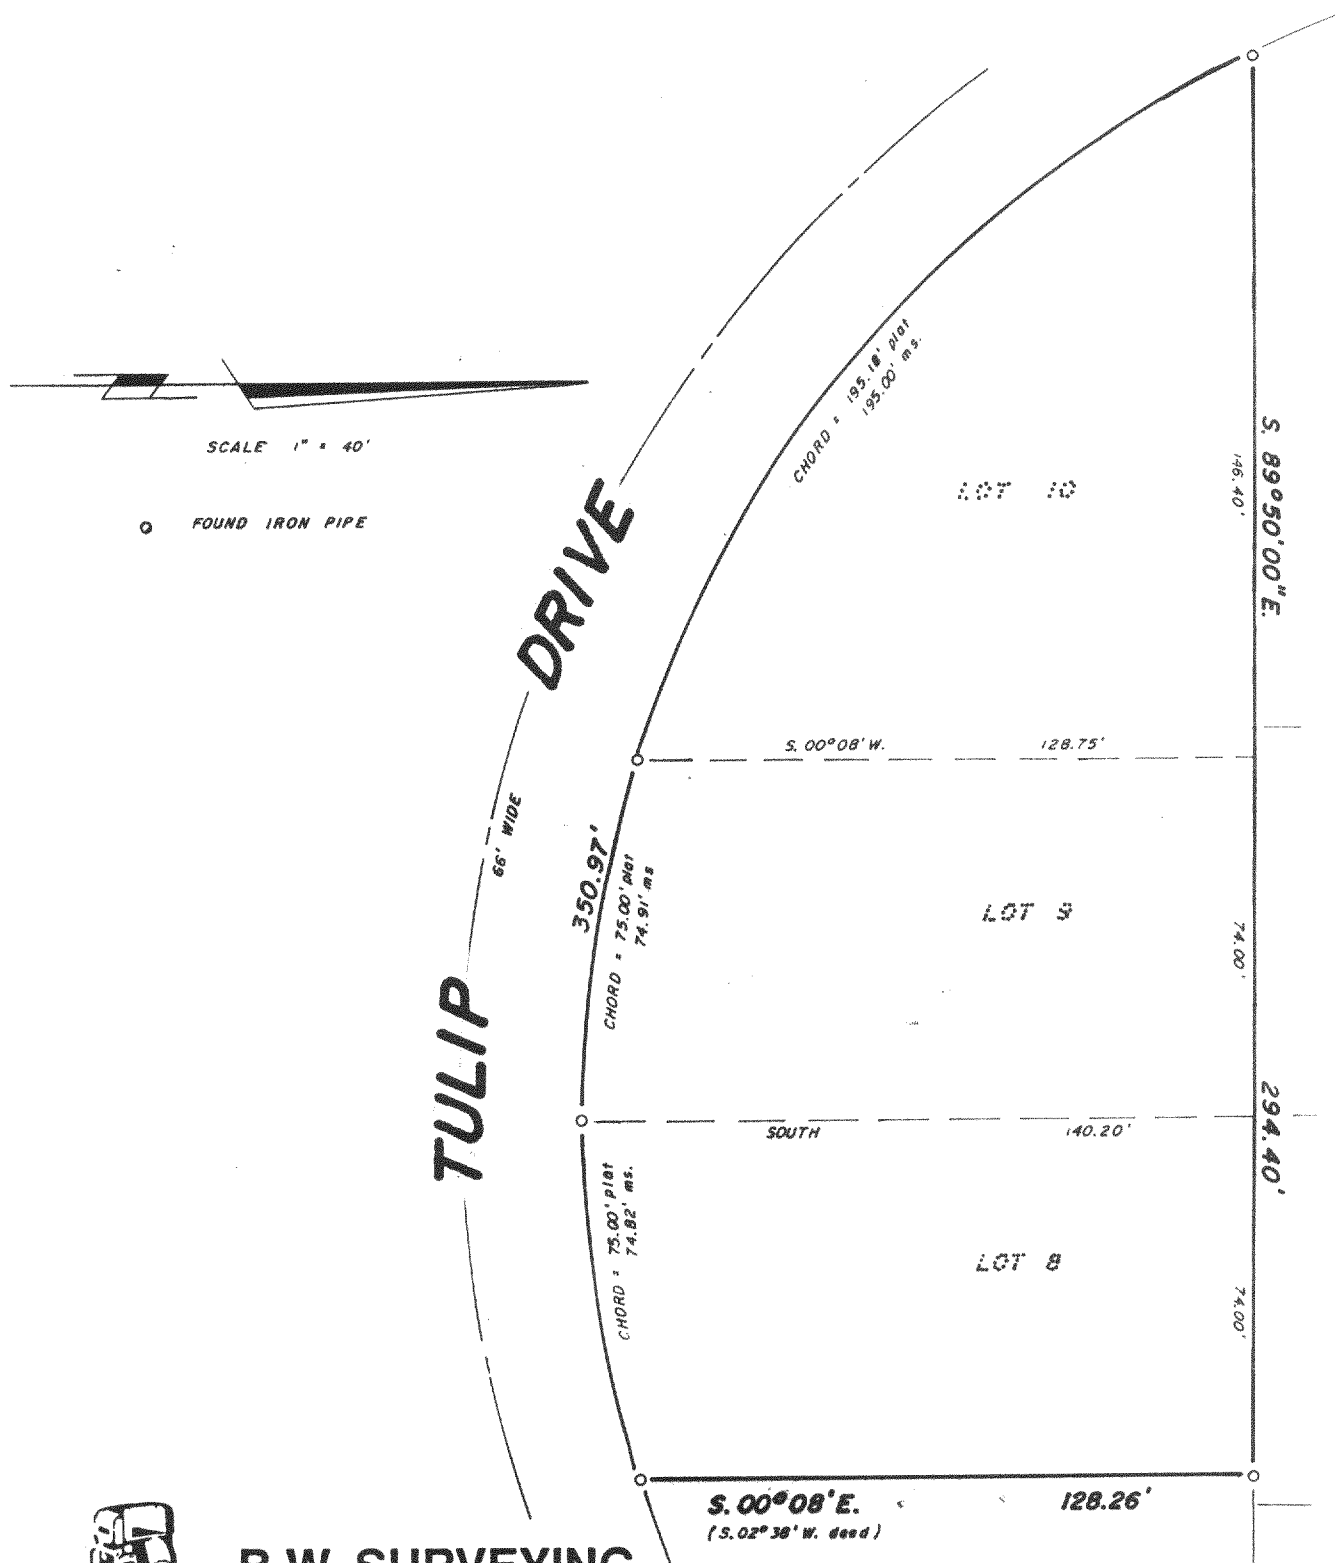 SCALE 1" = 40'
FOUND IRON PIPE
TULIP DRIVE
66' WIDE
CHORD = 195.18' plat
195.00' ms.
LOT 10
146.40'
S. 89°50'00"E.
S. 00°08' W. 128.75'
350.97'
CHORD = 75.00' plat
74.91' ms
LOT 9
74.00'
294.40'
SOUTH 140.20'
CHORD = 75.00' plat
74.82' ms.
LOT 8
74.00'
S. 00°08' E. 128.26'
(S. 02°38' W. deed)
B.W. SURVEYING